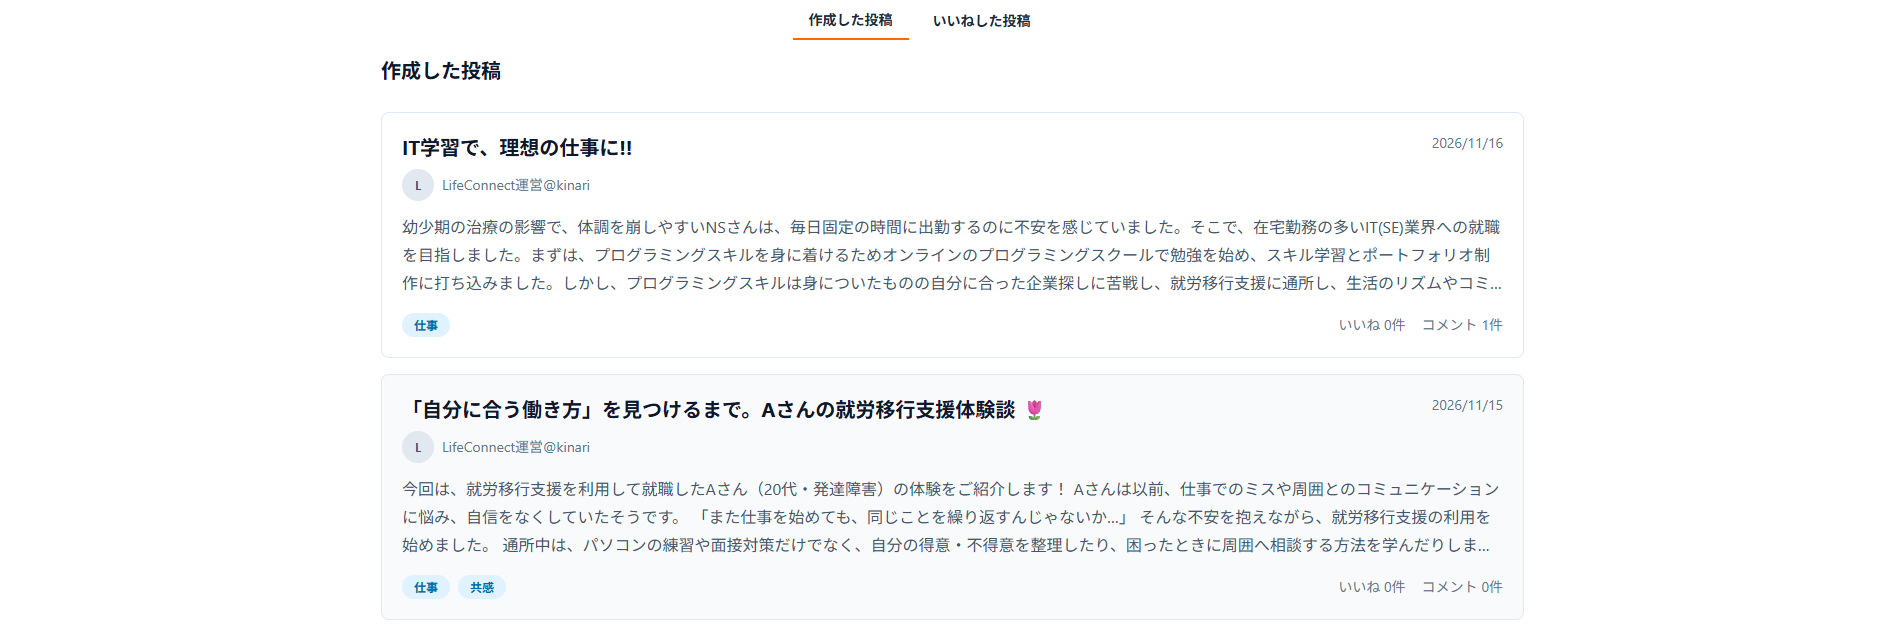 作成した投稿 いいねした投稿
作成した投稿
IT学習で、理想の仕事に!! 2026/11/16
L LifeConnect運営@kinari
幼少期の治療の影響で、体調を崩しやすいNSさんは、毎日固定の時間に出勤するのに不安を感じていました。そこで、在宅勤務の多いIT(SE)業界への就職
を目指しました。まずは、プログラミングスキルを身に着けるためオンラインのプログラミングスクールで勉強を始め、スキル学習とポートフォリオ制
作に打ち込みました。しかし、プログラミングスキルは身についたものの自分に合った企業探しに苦戦し、就労移行支援に通所し、生活のリズムやコミ...
仕事 いいね 0件 コメント 1件
「自分に合う働き方」を見つけるまで。Aさんの就労移行支援体験談 🌷 2026/11/15
L LifeConnect運営@kinari
今回は、就労移行支援を利用して就職したAさん（20代・発達障害）の体験をご紹介します！ Aさんは以前、仕事でのミスや周囲とのコミュニケーション
に悩み、自信をなくしていたそうです。 「また仕事を始めても、同じことを繰り返すんじゃないか…」 そんな不安を抱えながら、就労移行支援の利用を
始めました。 通所中は、パソコンの練習や面接対策だけでなく、自分の得意・不得意を整理したり、困ったときに周囲へ相談する方法を学んだりしま...
仕事 共感 いいね 0件 コメント 0件